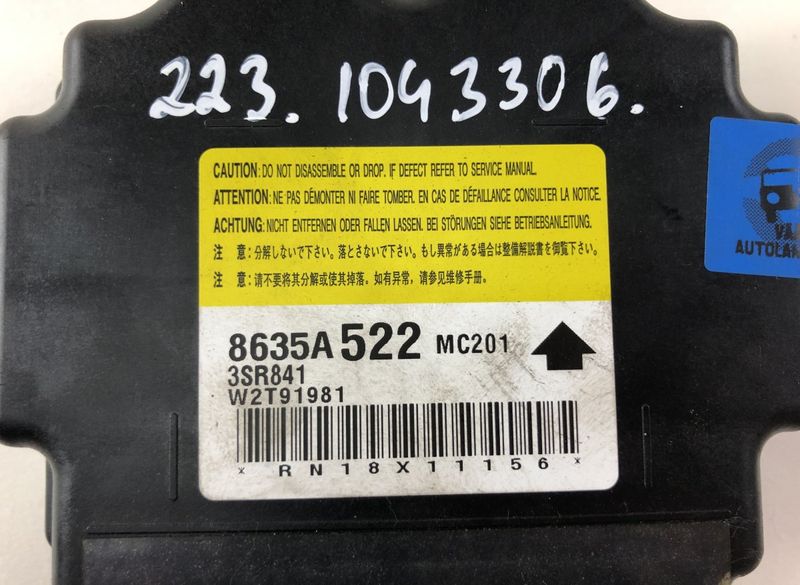 223. 1043306.
CAUTION: DO NOT DISASSEMBLE OR DROP. IF DEFECT REFER TO SERVICE MANUAL.
ATTENTION: NE PAS DÉMONTER NI FAIRE TOMBER. EN CAS DE DÉFAILLANCE CONSULTER LA NOTICE.
ACHTUNG: NICHT ENTFERNEN ODER FALLEN LASSEN. BEI STÖRUNGEN SIEHE BETRIEBSANLEITUNG.
注 意：分解しないで下さい。落とさないで下さい。もし異常がある場合は整備解説書を御覧下さい。
注 意：请不要将其分解或使其掉落。如有异常，请参见维修手册。
8635A 522 MC201
3SR841
W2T91981
* RN18X11156 *